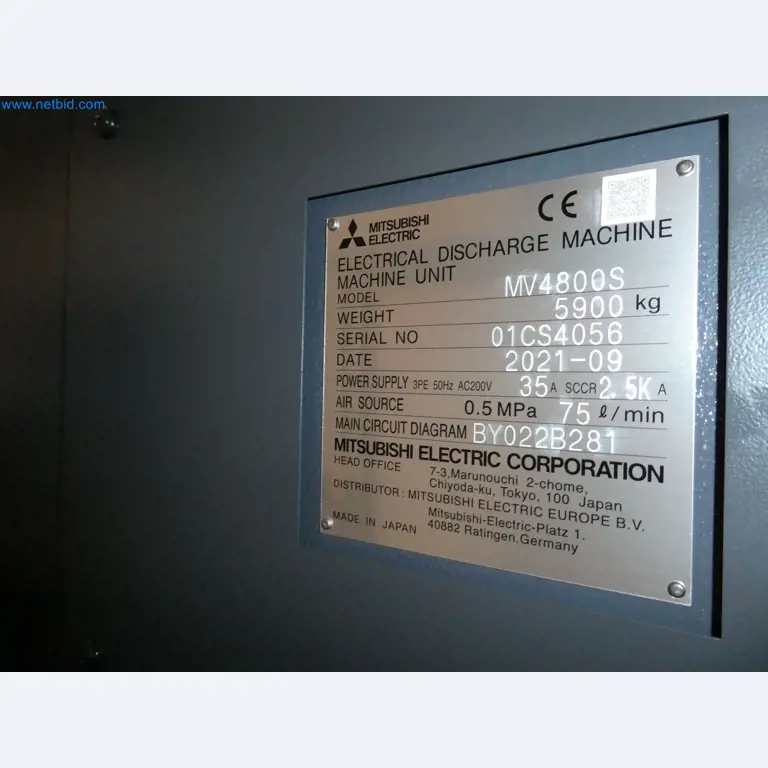 www.netbid.com
CE
MITSUBISHI
ELECTRIC
ELECTRICAL DISCHARGE MACHINE
MACHINE UNIT
MODEL MV4800S
WEIGHT 5900 kg
SERIAL NO 01CS4056
DATE 2021-09
POWER SUPPLY 3PE 50Hz AC200V 35 A SCCR 2.5K A
AIR SOURCE 0.5 MPa 75 ℓ/min
MAIN CIRCUIT DIAGRAM BY022B281
MITSUBISHI ELECTRIC CORPORATION
HEAD OFFICE 7-3,Marunouchi 2-chome,
Chiyoda-ku, Tokyo, 100 Japan
DISTRIBUTOR: MITSUBISHI ELECTRIC EUROPE B.V.
Mitsubishi-Electric-Platz 1.
MADE IN JAPAN 40882 Ratingen,Germany